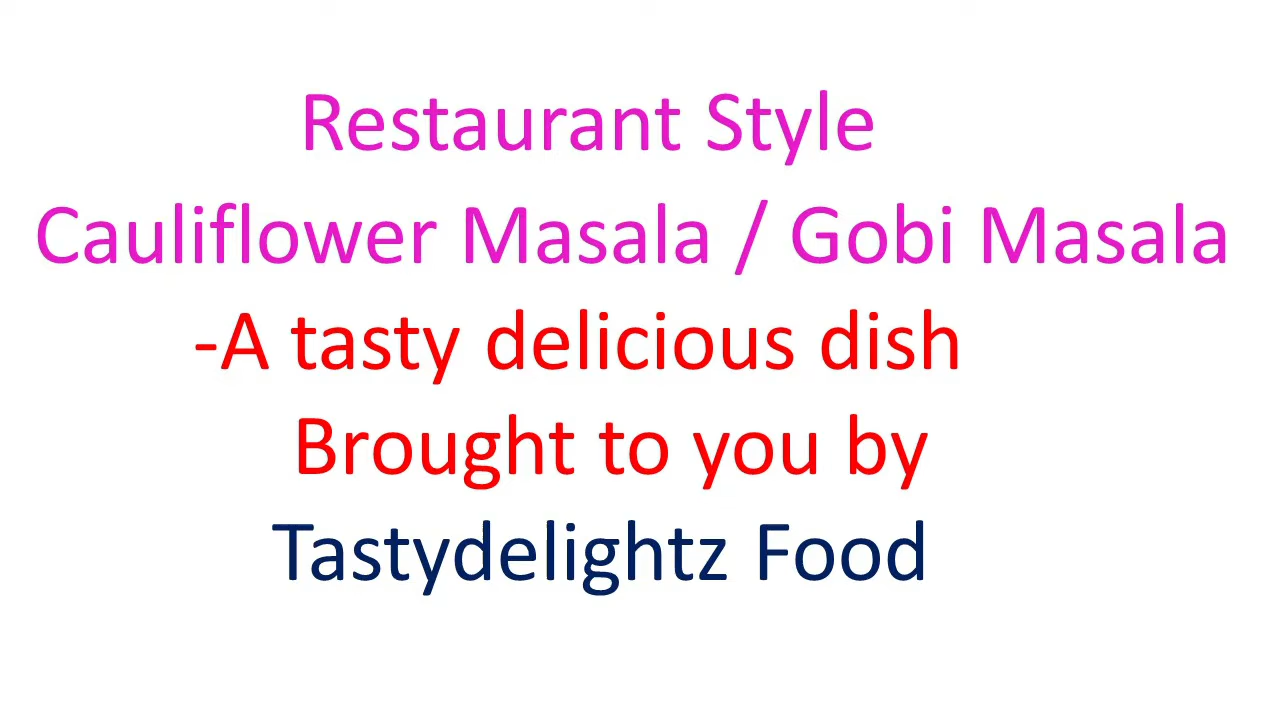 Restaurant Style
Cauliflower Masala / Gobi Masala
-A tasty delicious dish
Brought to you by
Tastydelightz Food